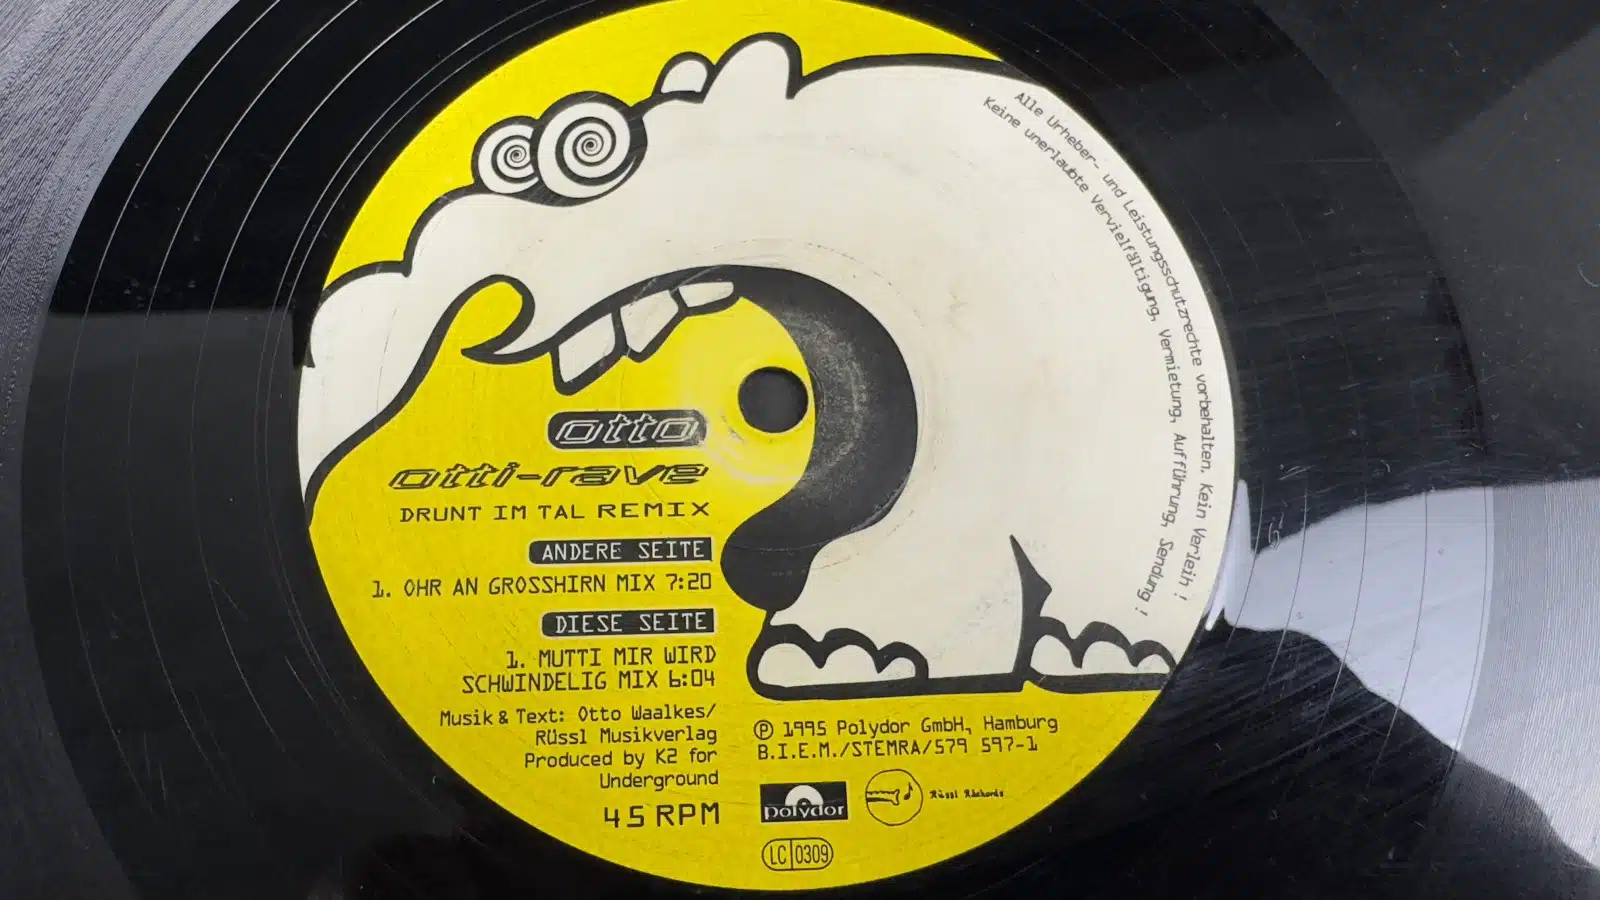 Alle Urheber- und Leistungsschutzrechte vorbehalten. Kein Verleih !
Keine unerlaubte Vervielfältigung, Vermietung, Aufführung, Sendung !
otto
otti-rave
DRUNT IM TAL REMIX
ANDERE SEITE
1. OHR AN GROSSHIRN MIX 7:20
DIESE SEITE
1. MUTTI MIR WIRD
SCHWINDELIG MIX 6:04
Musik & Text: Otto Waalkes/
Rüssl Musikverlag
Produced by K2 for
Underground
45 RPM
Ⓟ 1995 Polydor GmbH, Hamburg
B.I.E.M./STEMRA/579 597-1
polydor
Rüssl Räckords
LC 0309